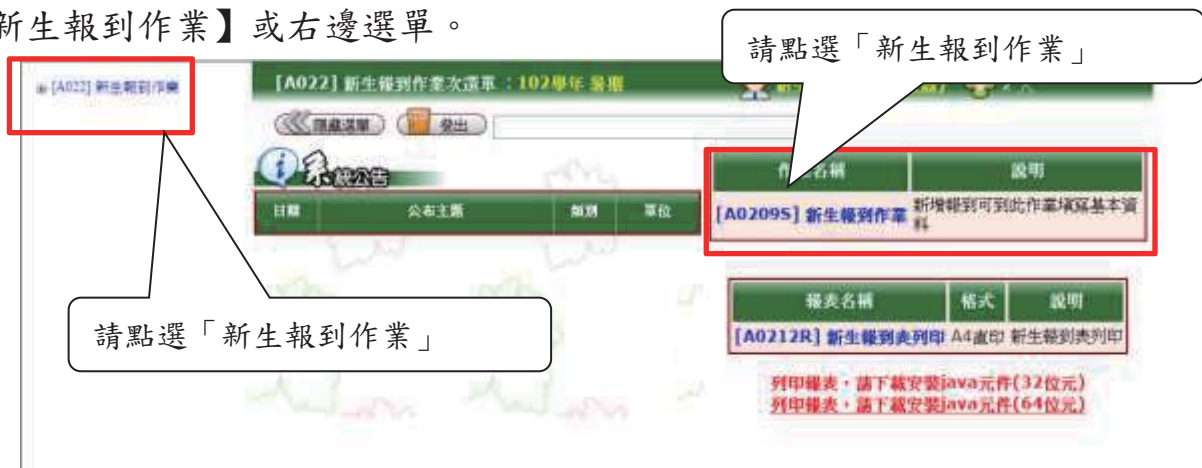 新生報到作業】或右邊選單。
請點選「新生報到作業」
[A022] 新生報到作業
[A022] 新生報到作業次選單 ：102學年 暑期
隱藏選單 登出
系統公告
日期 公布主題 類別 單位
作業名稱 說明
[A0209S] 新生報到作業 新增報到可到此作業填寫基本資料
請點選「新生報到作業」
報表名稱 格式 說明
[A0212R] 新生報到表列印 A4直印 新生報到表列印
列印報表，請下載安裝java元件(32位元)
列印報表，請下載安裝java元件(64位元)